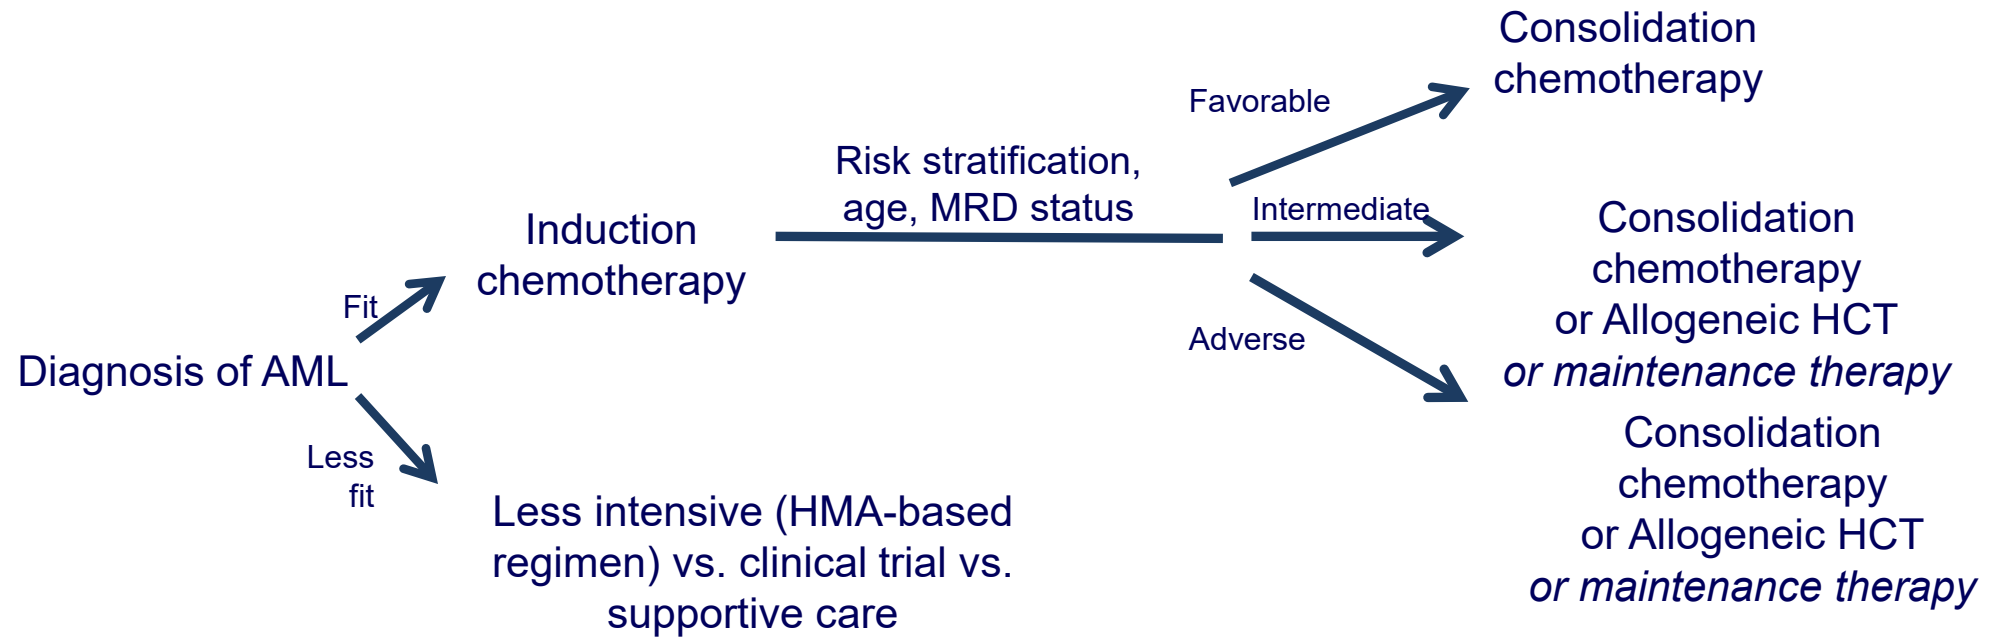 Diagnosis of AML
Fit
Less
fit
Induction
chemotherapy
Less intensive (HMA-based
regimen) vs. clinical trial vs.
supportive care
Risk stratification,
age, MRD status
Favorable
Intermediate
Adverse
Consolidation
chemotherapy
Consolidation
chemotherapy
or Allogeneic HCT
or maintenance therapy
Consolidation
chemotherapy
or Allogeneic HCT
or maintenance therapy